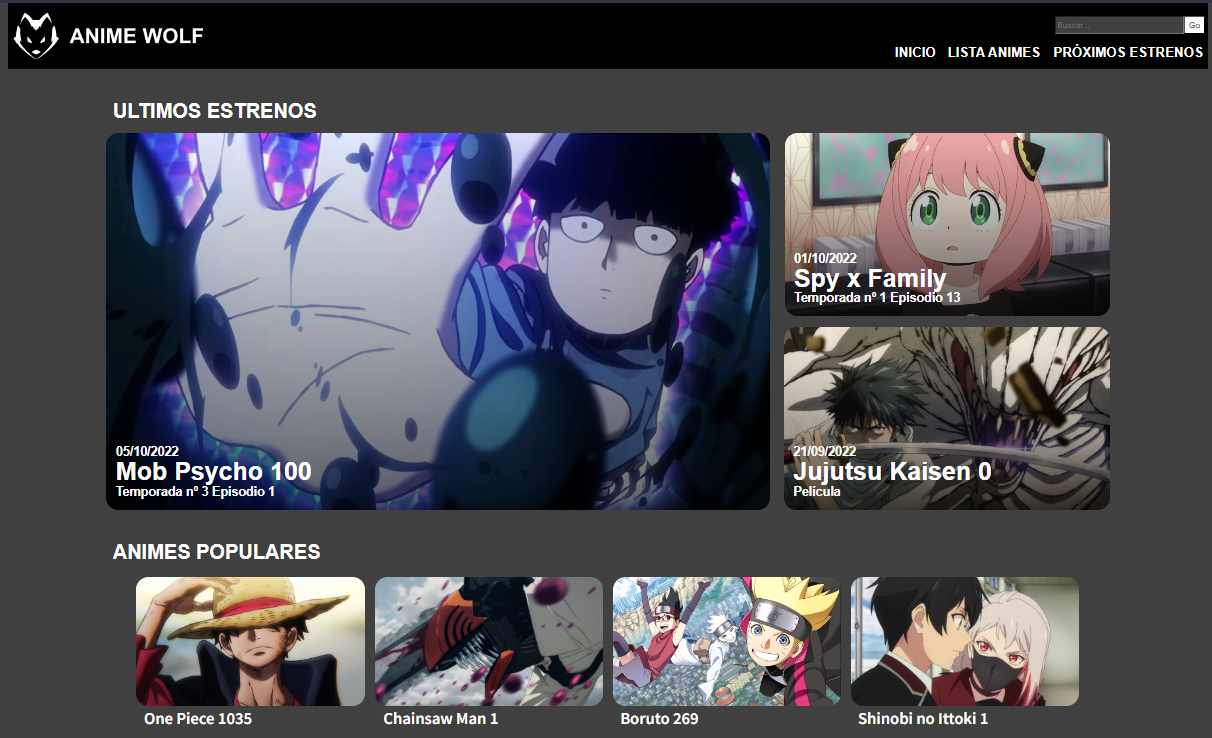 ANIME WOLF
Buscar...
Go
INICIO LISTA ANIMES PRÓXIMOS ESTRENOS
ULTIMOS ESTRENOS
05/10/2022
Mob Psycho 100
Temporada nº 3 Episodio 1
01/10/2022
Spy x Family
Temporada nº 1 Episodio 13
21/09/2022
Jujutsu Kaisen 0
Película
ANIMES POPULARES
One Piece 1035
Chainsaw Man 1
Boruto 269
Shinobi no Ittoki 1